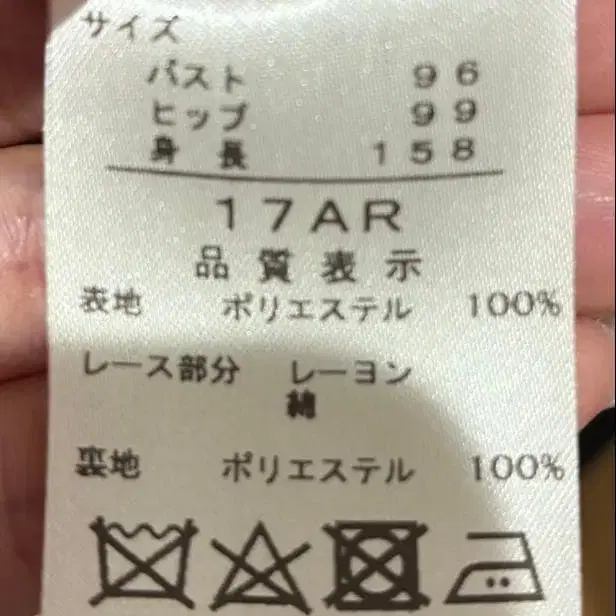 サイズ
バスト 96
ヒップ 99
身長 158
17AR
品質表示
表地 ポリエステル 100%
レース部分 レーヨン
綿
裏地 ポリエステル 100%